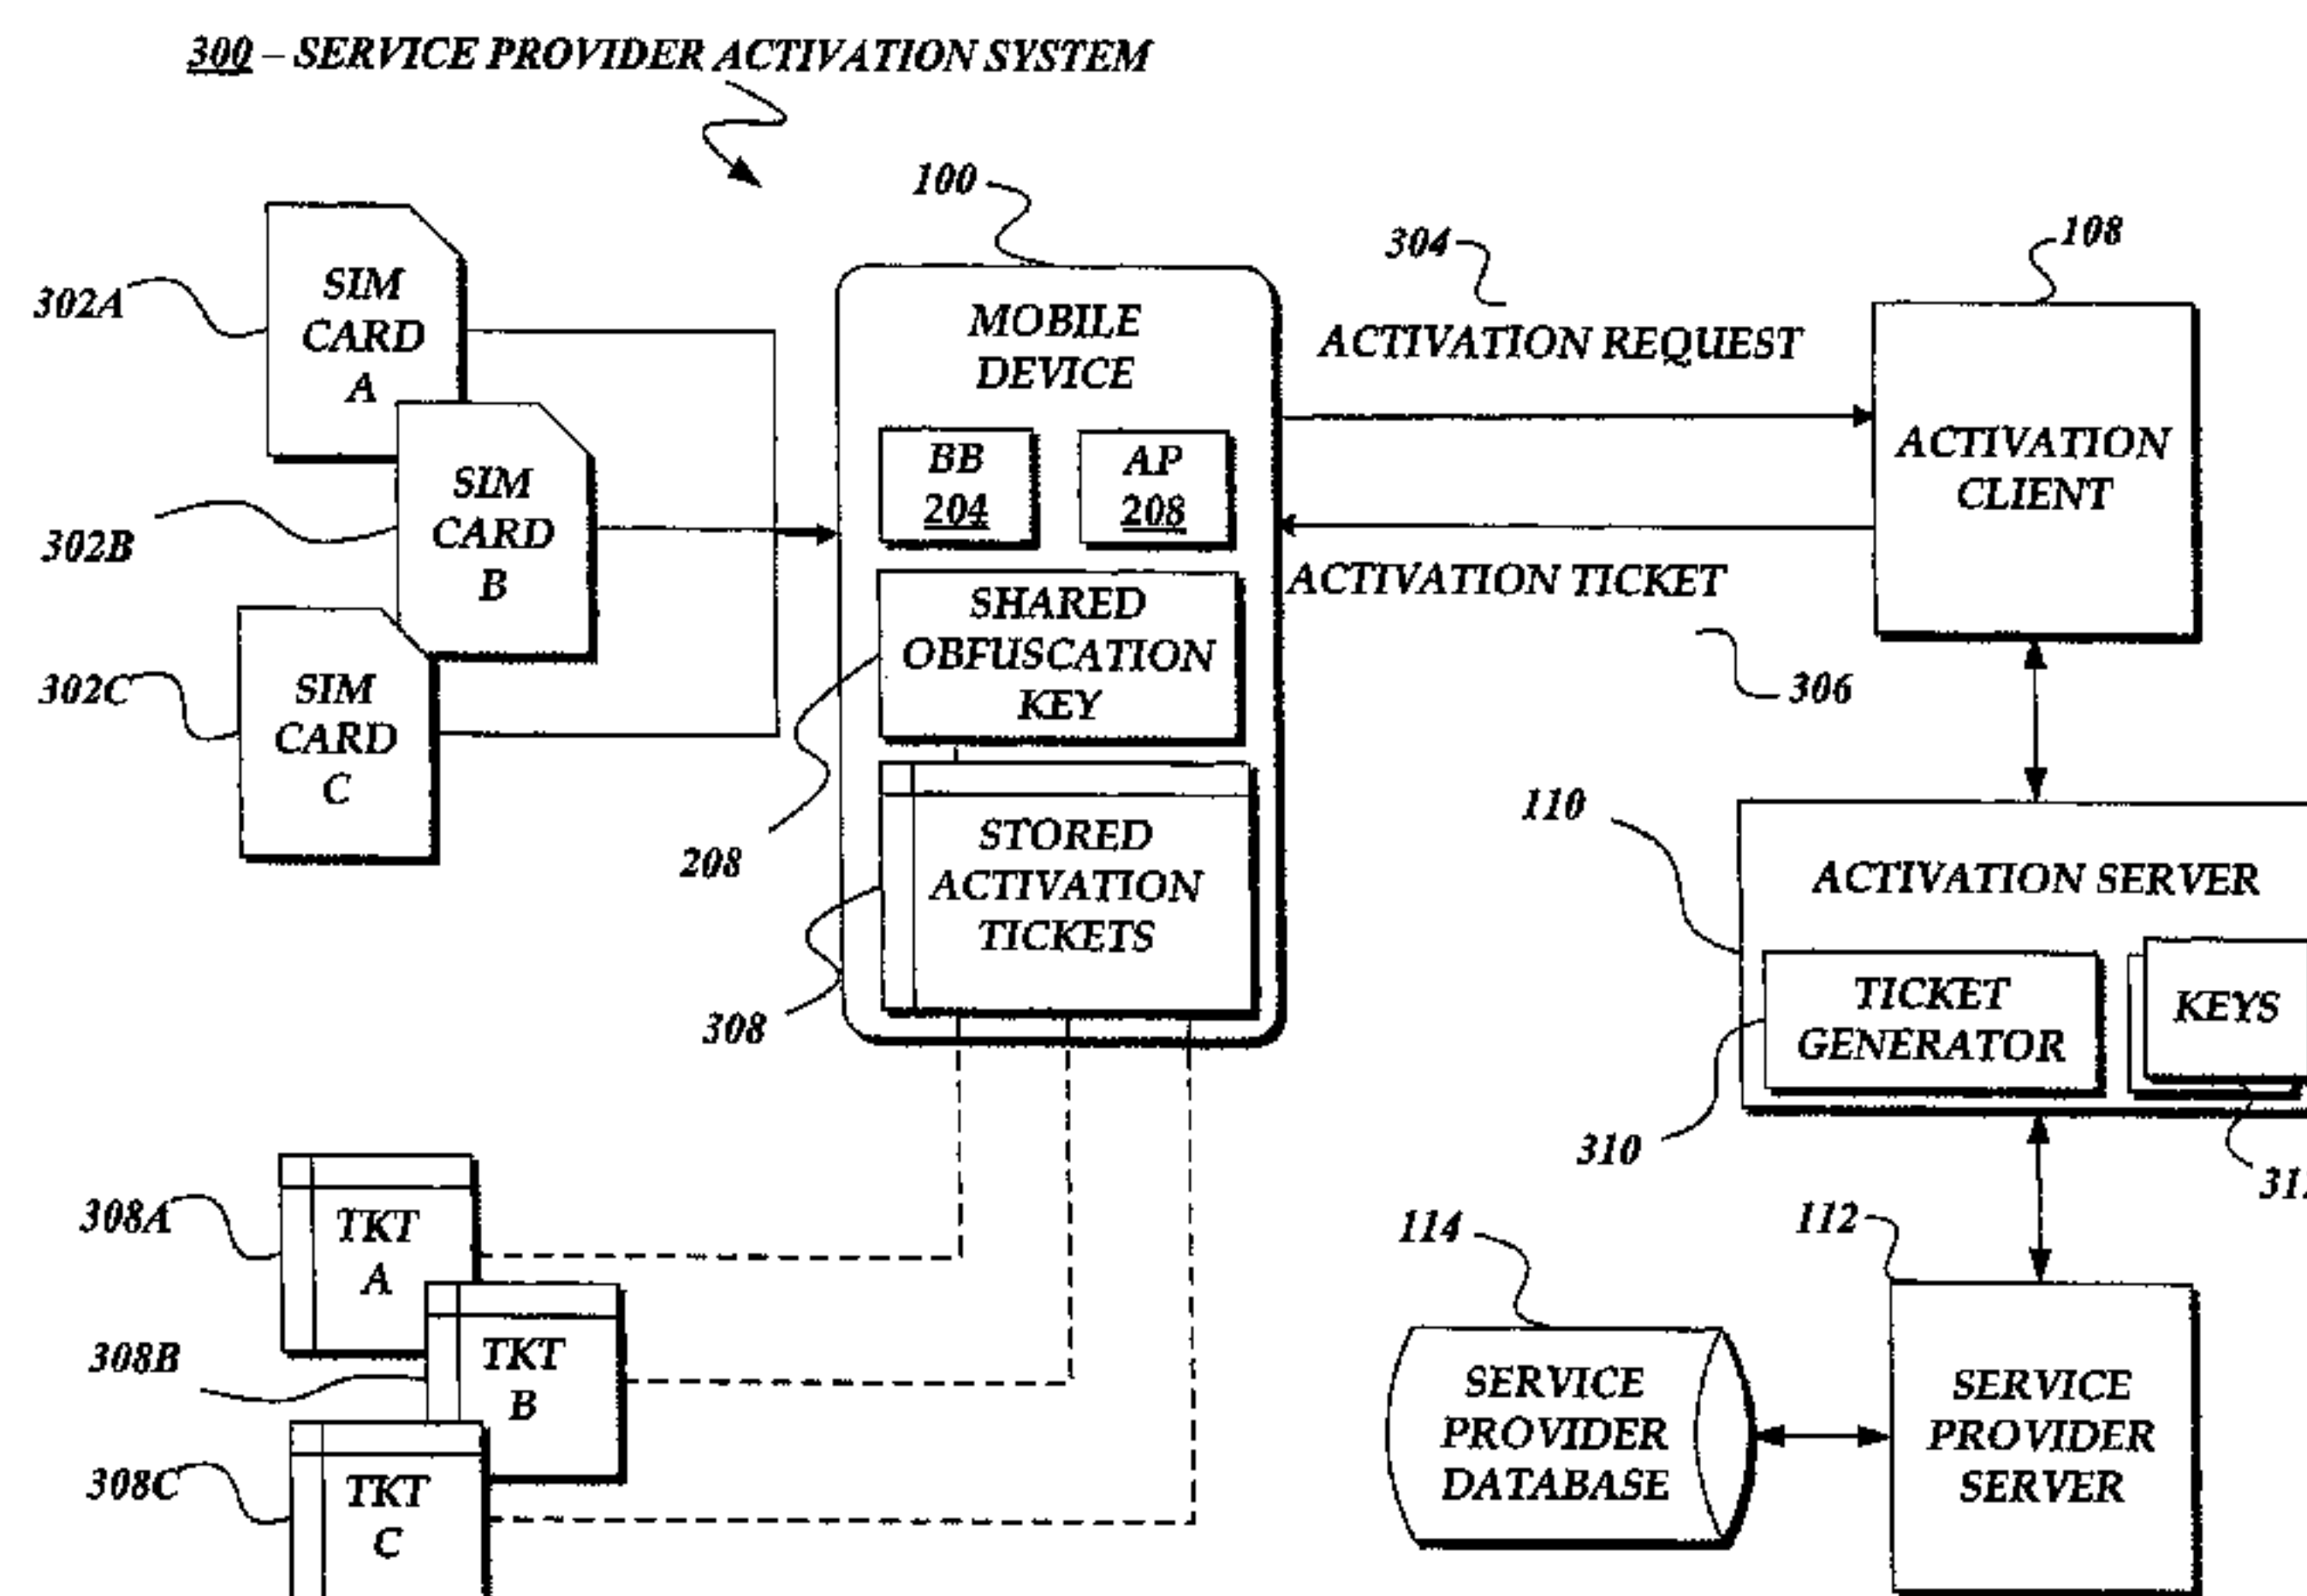 300 – SERVICE PROVIDER ACTIVATION SYSTEM
100
304
108
302A
SIM
CARD
A
302B
SIM
CARD
B
302C
SIM
CARD
C
MOBILE
DEVICE
BB
204
AP
208
SHARED
OBFUSCATION
KEY
208
STORED
ACTIVATION
TICKETS
308
ACTIVATION REQUEST
ACTIVATION TICKET
306
ACTIVATION
CLIENT
110
ACTIVATION SERVER
TICKET
GENERATOR
KEYS
310
308A
TKT
A
308B
TKT
B
308C
TKT
C
114
112
SERVICE
PROVIDER
DATABASE
SERVICE
PROVIDER
SERVER